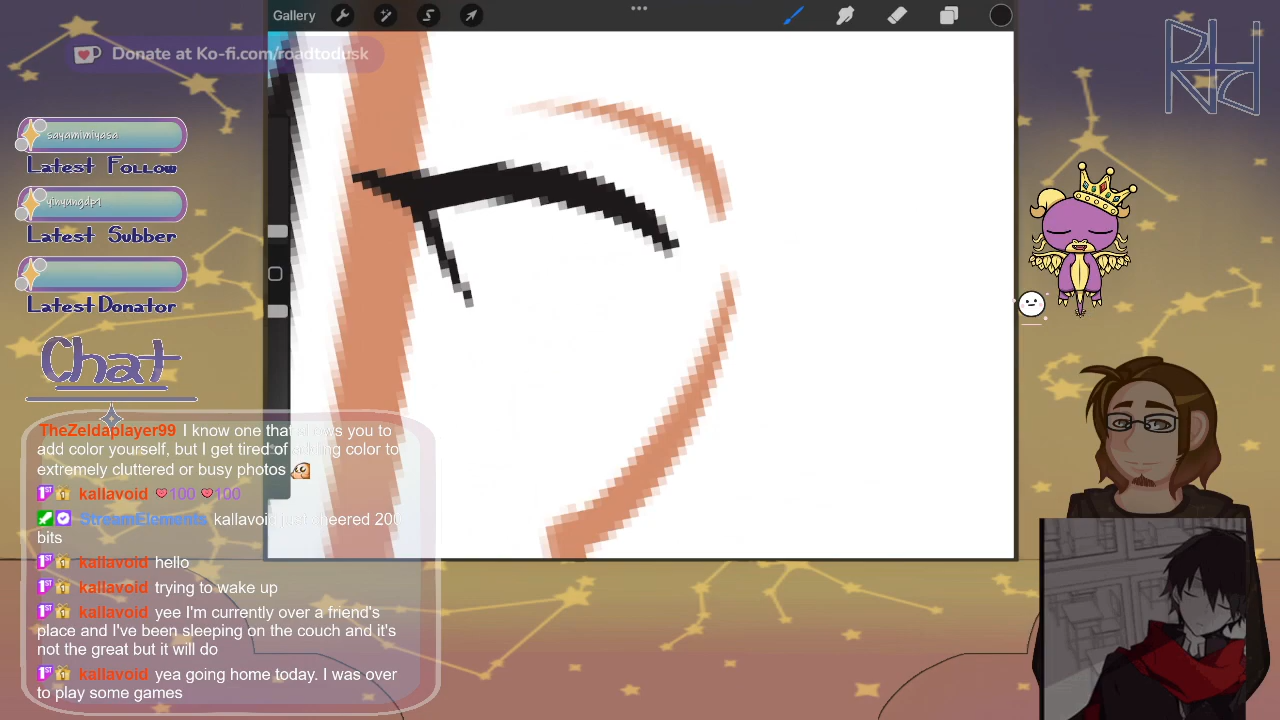 Gallery
Donate at Ko-fi.com/roadtodusk
sayamimiyasa
Latest Follow
yinyangdp1
Latest Subber
Latest Donator
Chat
TheZeldaplayer99 I know one that shows you to
add color yourself, but I get tired of adding color to
extremely cluttered or busy photos
kallavoid 100 100
StreamElements kallavoid just cheered 200
bits
kallavoid hello
kallavoid trying to wake up
kallavoid yee I'm currently over a friend's
place and I've been sleeping on the couch and it's
not the great but it will do
kallavoid yea going home today. I was over
to play some games